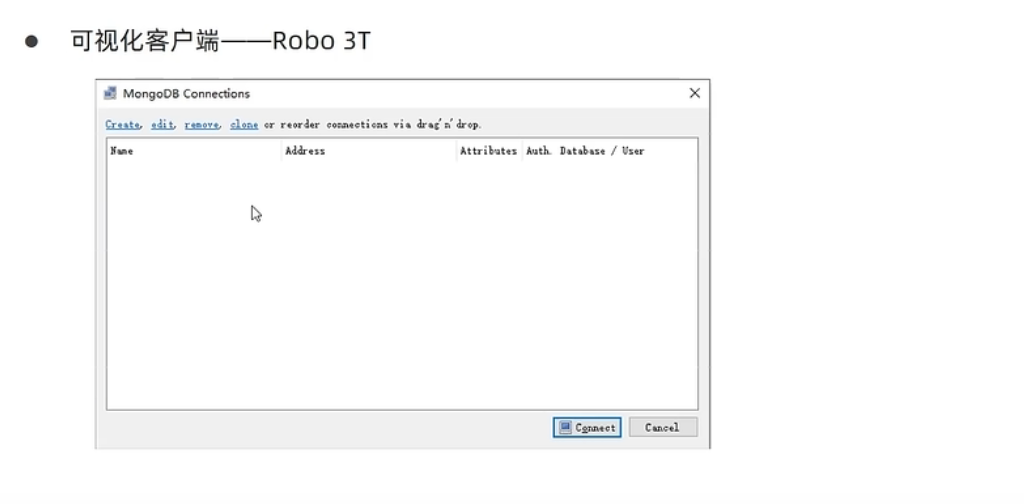 ● 可视化客户端——Robo 3T
MongoDB Connections
Create, edit, remove, clone or reorder connections via drag'n'drop.
Name Address Attributes Auth. Database / User
Connect Cancel